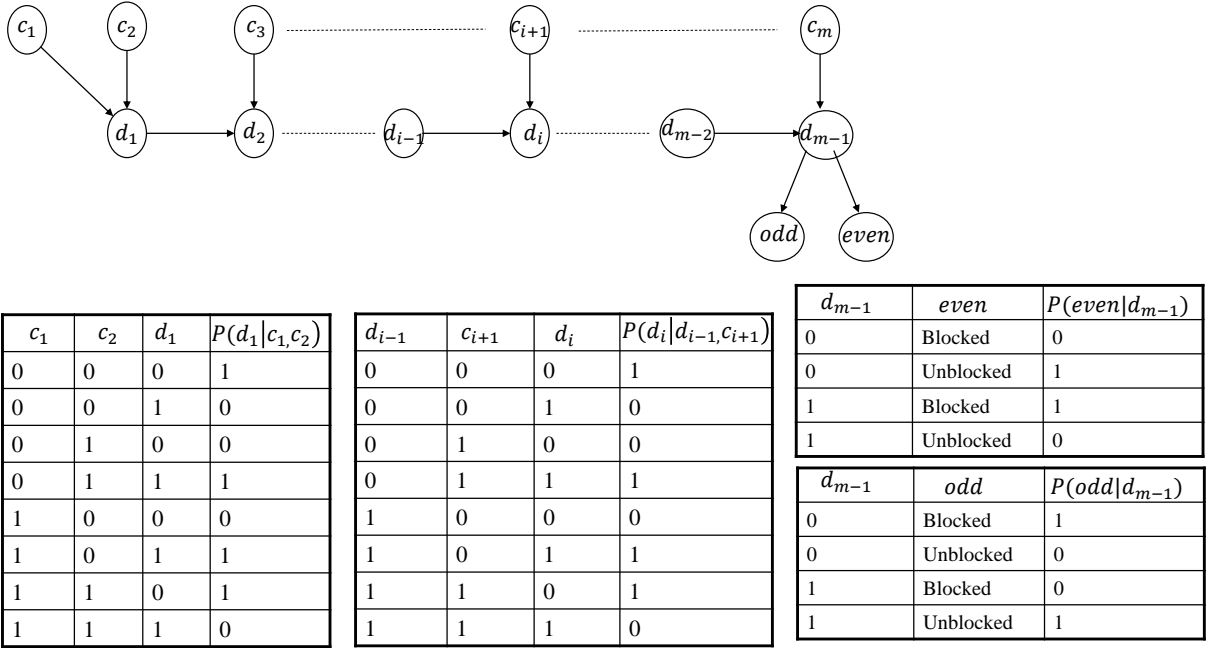 c₁ c₂ c₃ cᵢ₊₁ cₘ
d₁ d₂ dᵢ₋₁ dᵢ dₘ₋₂ dₘ₋₁
odd even
c₁ c₂ d₁ P(d₁|c₁,c₂)
0 0 0 1
0 0 1 0
0 1 0 0
0 1 1 1
1 0 0 0
1 0 1 1
1 1 0 1
1 1 1 0
dᵢ₋₁ cᵢ₊₁ dᵢ P(dᵢ|dᵢ₋₁,cᵢ₊₁)
0 0 0 1
0 0 1 0
0 1 0 0
0 1 1 1
1 0 0 0
1 0 1 1
1 1 0 1
1 1 1 0
dₘ₋₁ even P(even|dₘ₋₁)
0 Blocked 0
0 Unblocked 1
1 Blocked 1
1 Unblocked 0
dₘ₋₁ odd P(odd|dₘ₋₁)
0 Blocked 1
0 Unblocked 0
1 Blocked 0
1 Unblocked 1